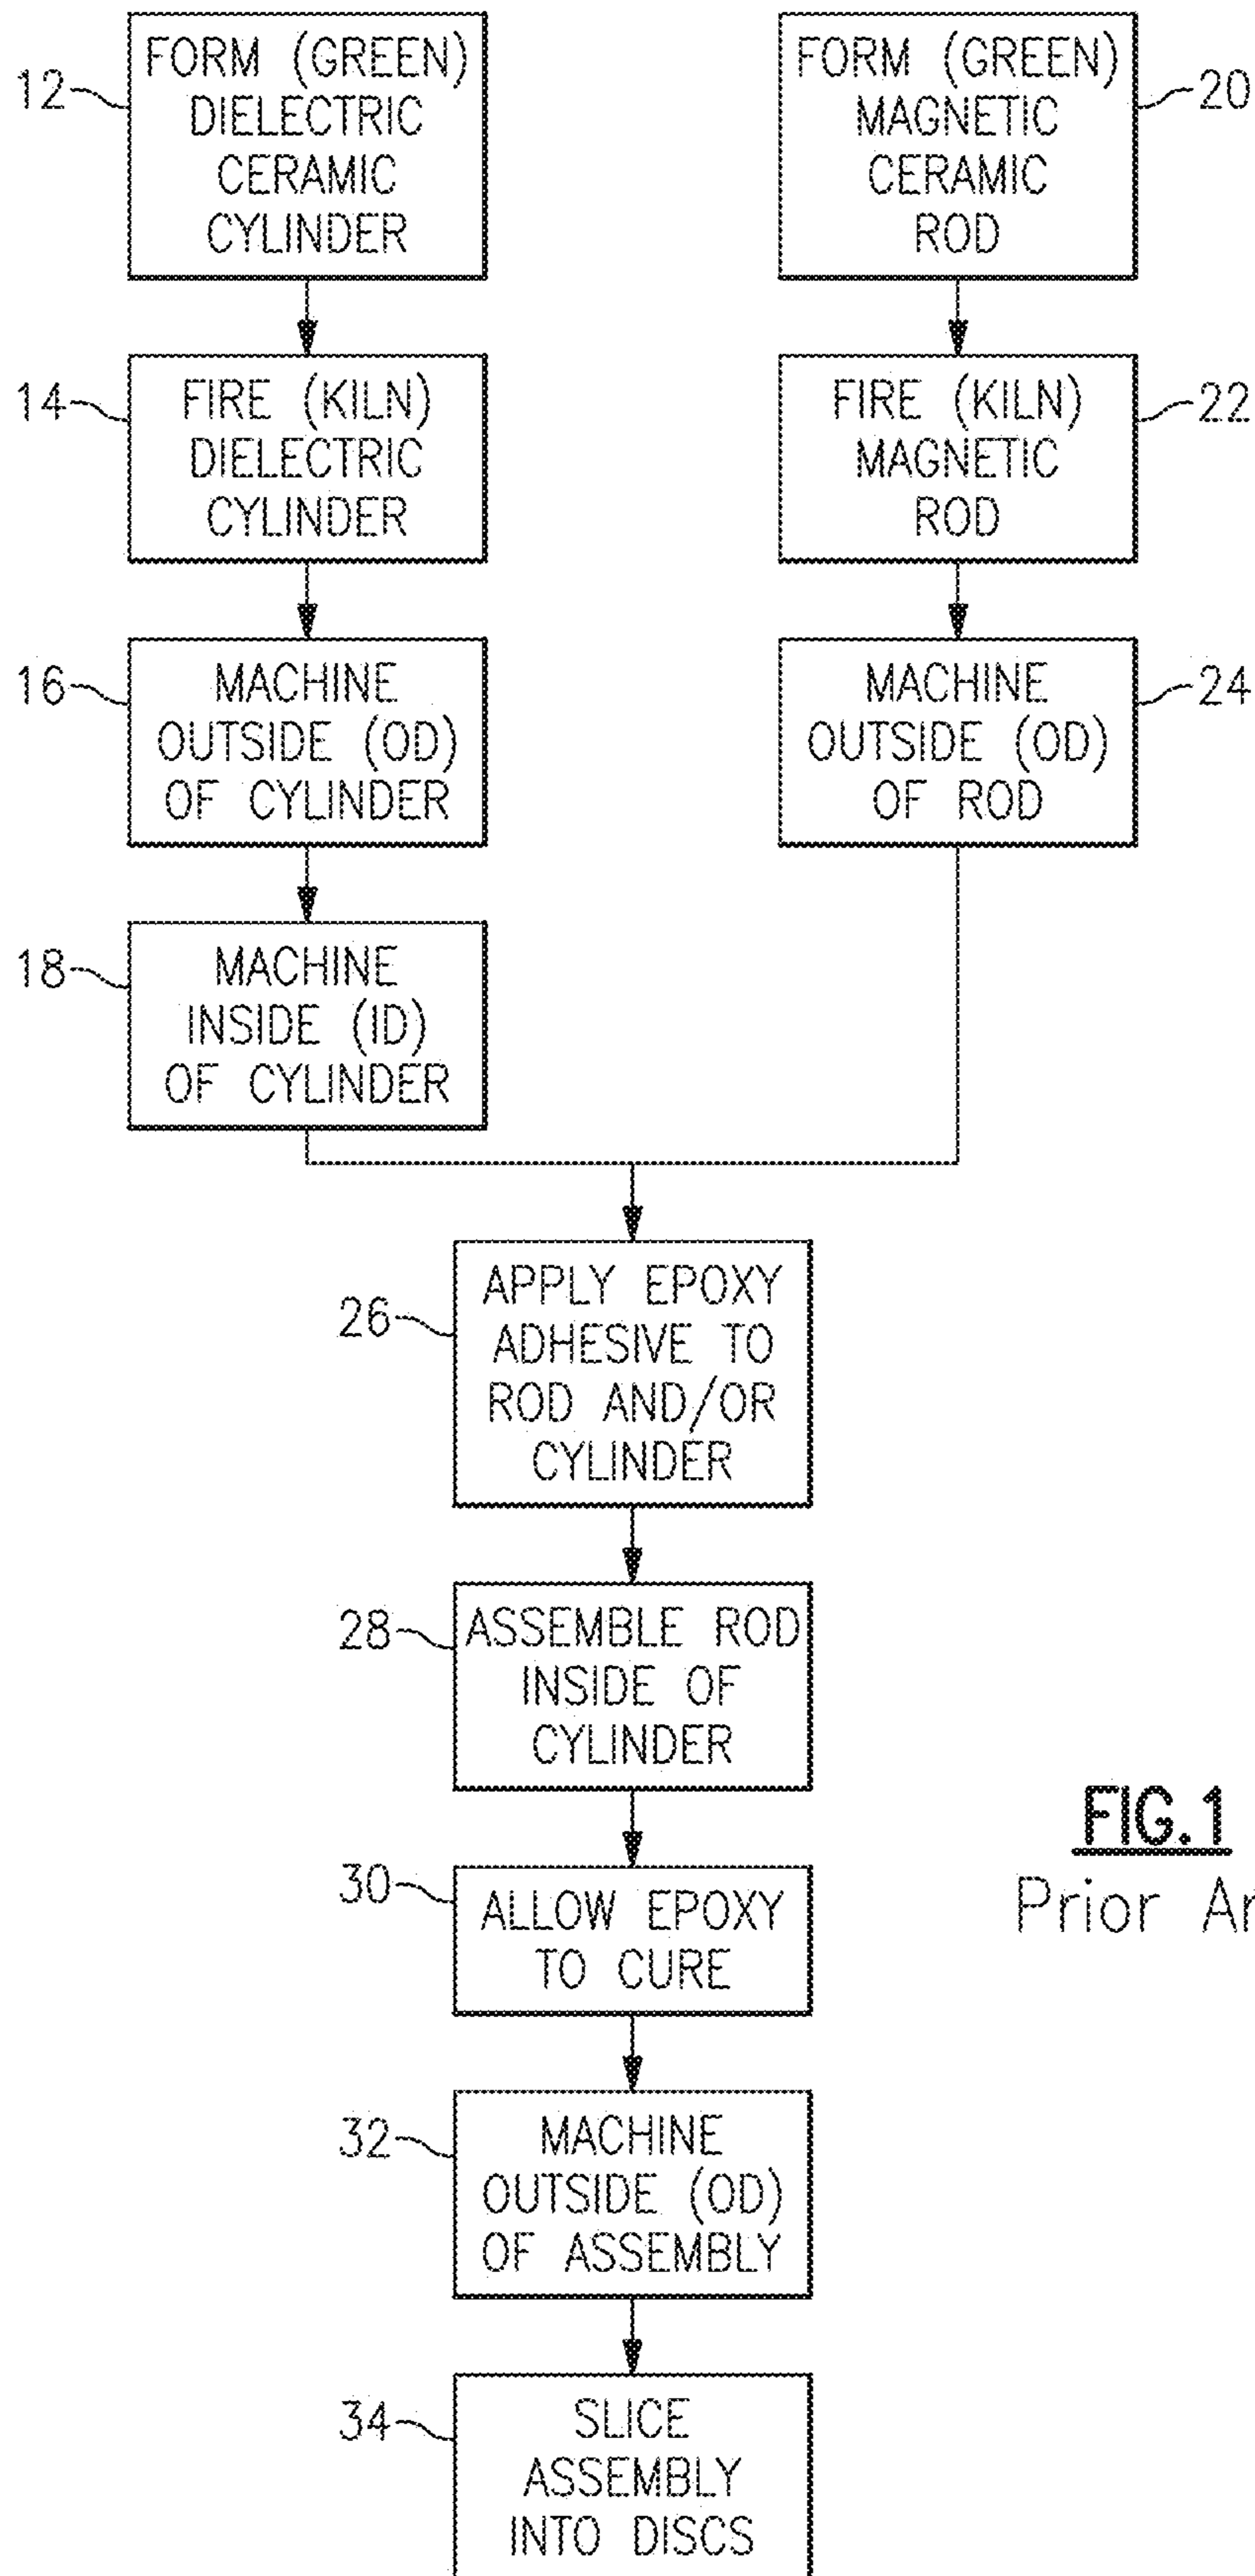 12
FORM (GREEN)
DIELECTRIC
CERAMIC
CYLINDER
FORM (GREEN)
MAGNETIC
CERAMIC
ROD
20
14
FIRE (KILN)
DIELECTRIC
CYLINDER
FIRE (KILN)
MAGNETIC
ROD
22
16
MACHINE
OUTSIDE (OD)
OF CYLINDER
MACHINE
OUTSIDE (OD)
OF ROD
24
18
MACHINE
INSIDE (ID)
OF CYLINDER
26
APPLY EPOXY
ADHESIVE TO
ROD AND/OR
CYLINDER
28
ASSEMBLE ROD
INSIDE OF
CYLINDER
30
ALLOW EPOXY
TO CURE
FIG.1
Prior Ar
32
MACHINE
OUTSIDE (OD)
OF ASSEMBLY
34
SLICE
ASSEMBLY
INTO DISCS